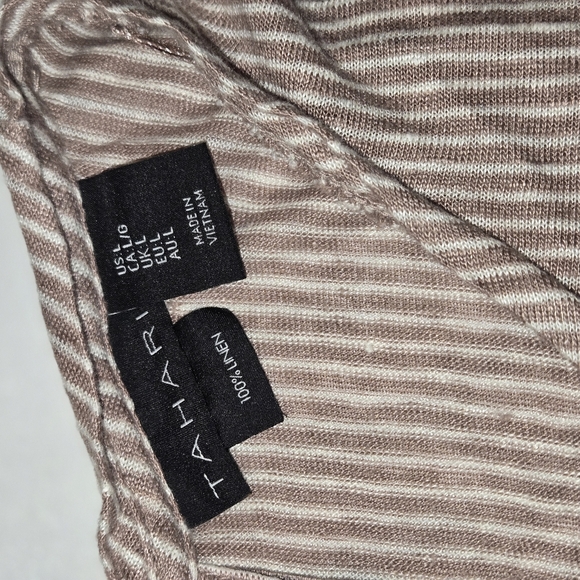 TAHARI
100% LINEN
US:L
CA:L/G
UK:L
EU:L
AU:L
MADE IN
VIETNAM